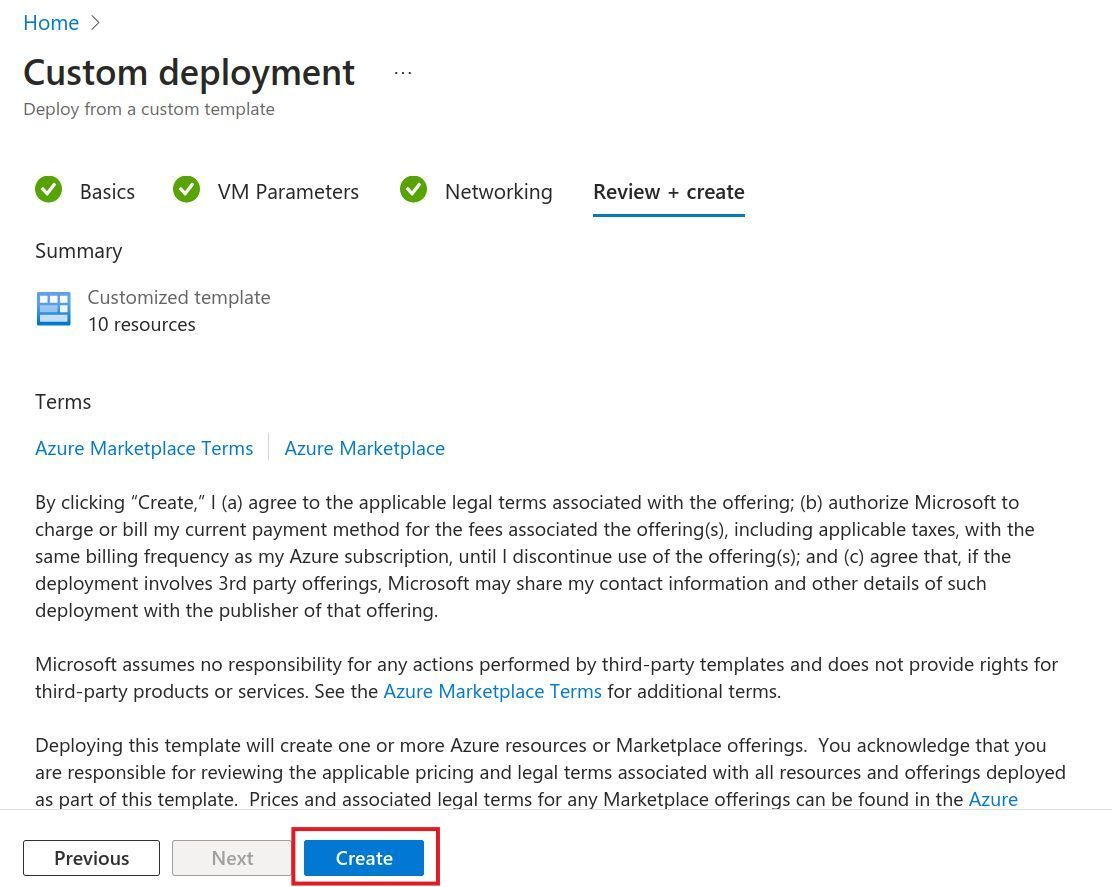 Home >
Custom deployment ...
Deploy from a custom template
Basics VM Parameters Networking Review + create
Summary
Customized template
10 resources
Terms
Azure Marketplace Terms Azure Marketplace
By clicking “Create,” I (a) agree to the applicable legal terms associated with the offering; (b) authorize Microsoft to
charge or bill my current payment method for the fees associated the offering(s), including applicable taxes, with the
same billing frequency as my Azure subscription, until I discontinue use of the offering(s); and (c) agree that, if the
deployment involves 3rd party offerings, Microsoft may share my contact information and other details of such
deployment with the publisher of that offering.
Microsoft assumes no responsibility for any actions performed by third-party templates and does not provide rights for
third-party products or services. See the Azure Marketplace Terms for additional terms.
Deploying this template will create one or more Azure resources or Marketplace offerings.  You acknowledge that you
are responsible for reviewing the applicable pricing and legal terms associated with all resources and offerings deployed
as part of this template.  Prices and associated legal terms for any Marketplace offerings can be found in the Azure
Previous Next Create